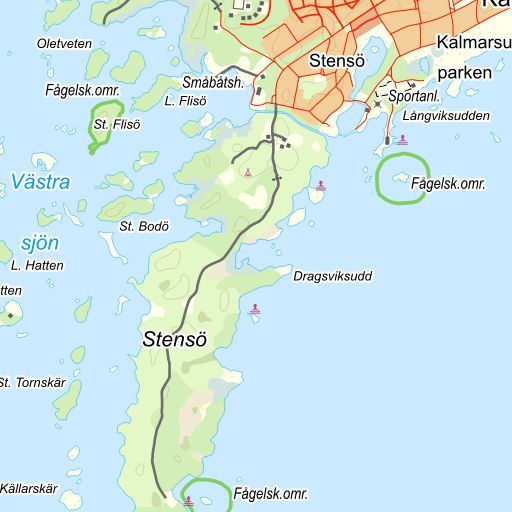 Ka
Oletveten
Kalmarsu
Stensö
parken
Småbåtsh.
Fågelsk.omr.
Sportanl.
L. Flisö
Långviksudden
St. Flisö
Västra
Fågelsk.omr.
St. Bodö
sjön
L. Hatten
Dragsviksudd
tten
Stensö
St. Tornskär
Källarskär
Fågelsk.omr.